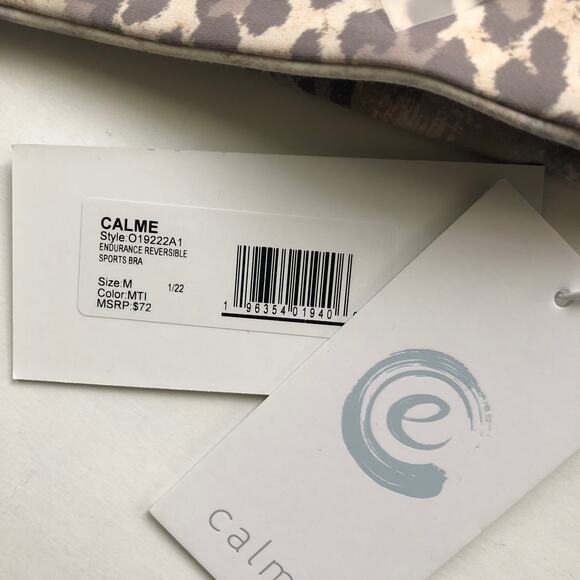 CALME
Style:O19222A1
ENDURANCE REVERSIBLE
SPORTS BRA
Size:M 1/22
Color:MTI
MSRP:$72
1 96354 01940
e
calm